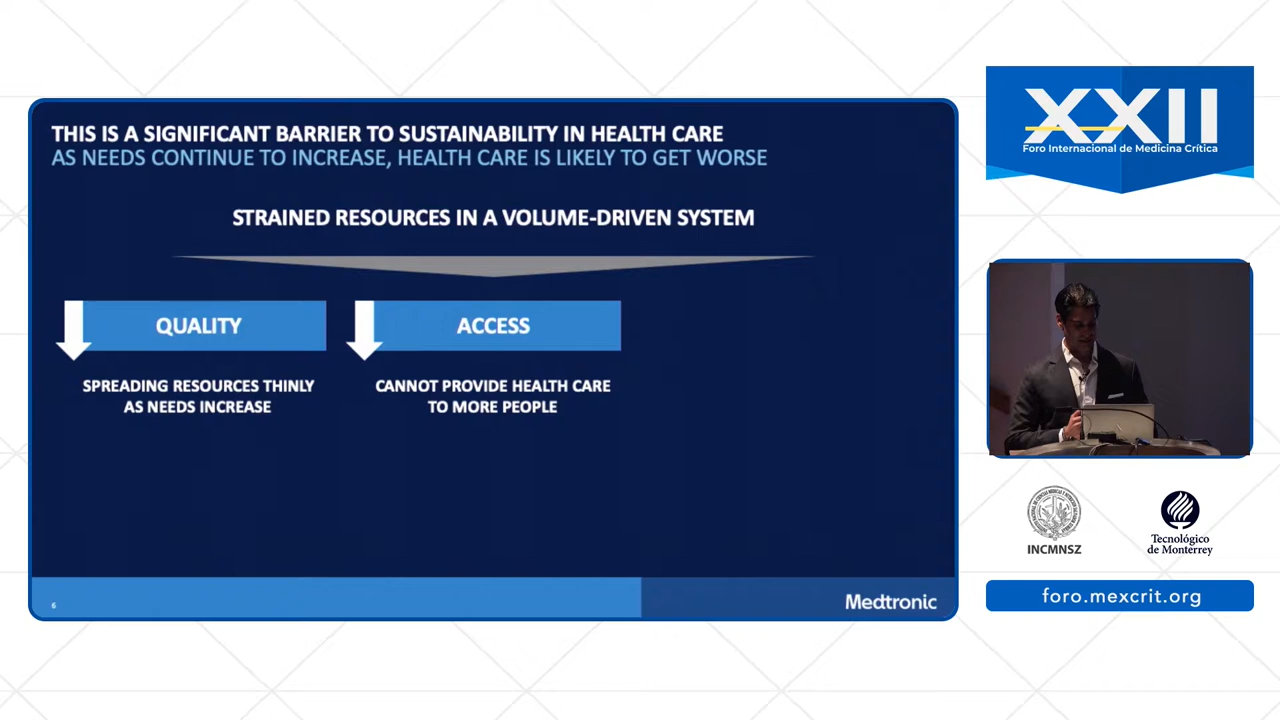 THIS IS A SIGNIFICANT BARRIER TO SUSTAINABILITY IN HEALTH CARE
AS NEEDS CONTINUE TO INCREASE, HEALTH CARE IS LIKELY TO GET WORSE
STRAINED RESOURCES IN A VOLUME-DRIVEN SYSTEM
QUALITY
SPREADING RESOURCES THINLY
AS NEEDS INCREASE
ACCESS
CANNOT PROVIDE HEALTH CARE
TO MORE PEOPLE
6
Medtronic
XXII
Foro Internacional de Medicina Crítica
INCMNSZ
Tecnológico
de Monterrey
foro.mexcrit.org